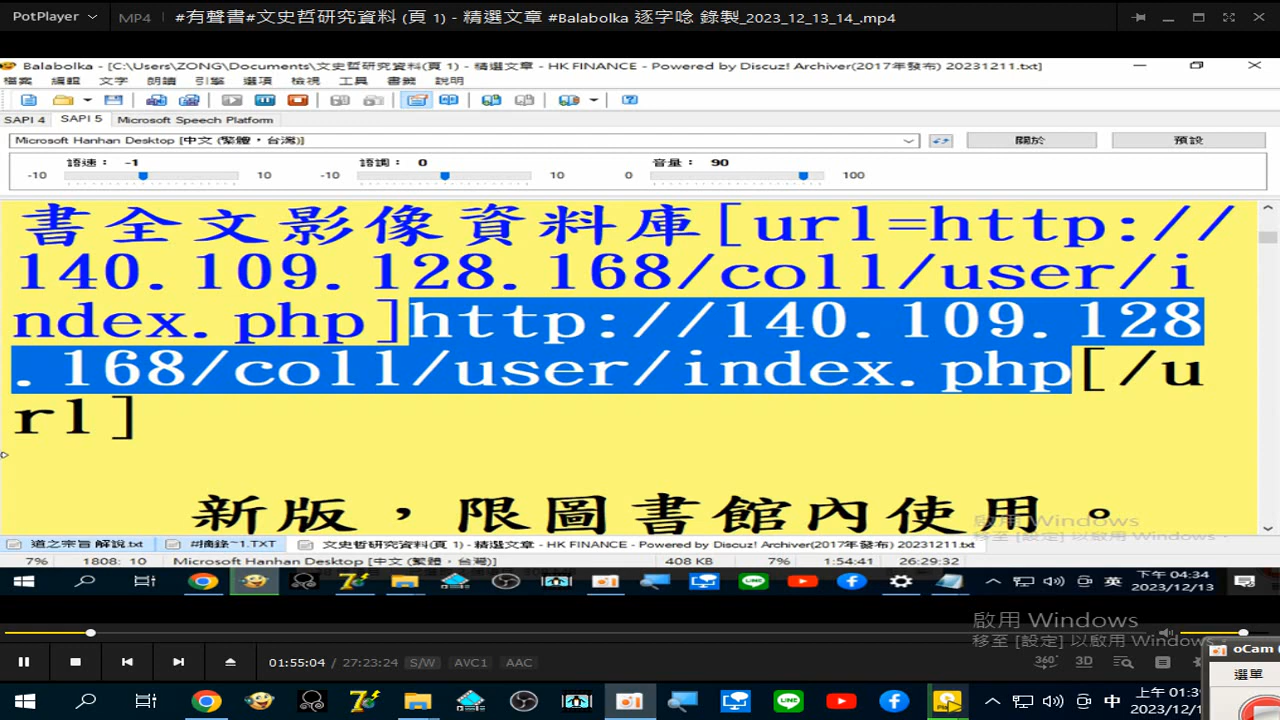 PotPlayer MP4 #有聲書#文史哲研究資料 (頁 1) - 精選文章 #Balabolka 逐字唸 錄製_2023_12_13_14_.mp4
Balabolka - [C:\Users\ZONG\Documents\文史哲研究資料(頁 1) - 精選文章 - HK FINANCE - Powered by Discuz! Archiver(2017年發布) 20231211.txt]
檔案 編輯 文字 朗讀 引擎 選項 檢視 工具 書籤 說明
SAPI 4 SAPI 5 Microsoft Speech Platform
Microsoft Hanhan Desktop [中文 (繁體，台灣)] 關於 預設
語速： -1 語調： 0 音量： 90
-10 10 -10 10 0 100
書全文影像資料庫[url=http://
140.109.128.168/coll/user/i
ndex.php]http://140.109.128
.168/coll/user/index.php[/u
rl]
新版，限圖書館內使用。
啟用 Windows
移至 [設定] 以啟用 Windows。
道之宗旨 解說.txt #摘錄~1.TXT 文史哲研究資料(頁 1) - 精選文章 - HK FINANCE - Powered by Discuz! Archiver(2017年發布) 20231211.txt
7% 1808: 10 Microsoft Hanhan Desktop [中文 (繁體，台灣)] 408 KB 7% 1:54:41 26:29:32
英 下午 04:34
2023/12/13
啟用 Windows
移至 [設定] 以啟用 Windows。
oCam (
01:55:04 / 27:23:24 S/W AVC1 AAC 360° 3D
選單
中 上午 01:39
2023/12/1